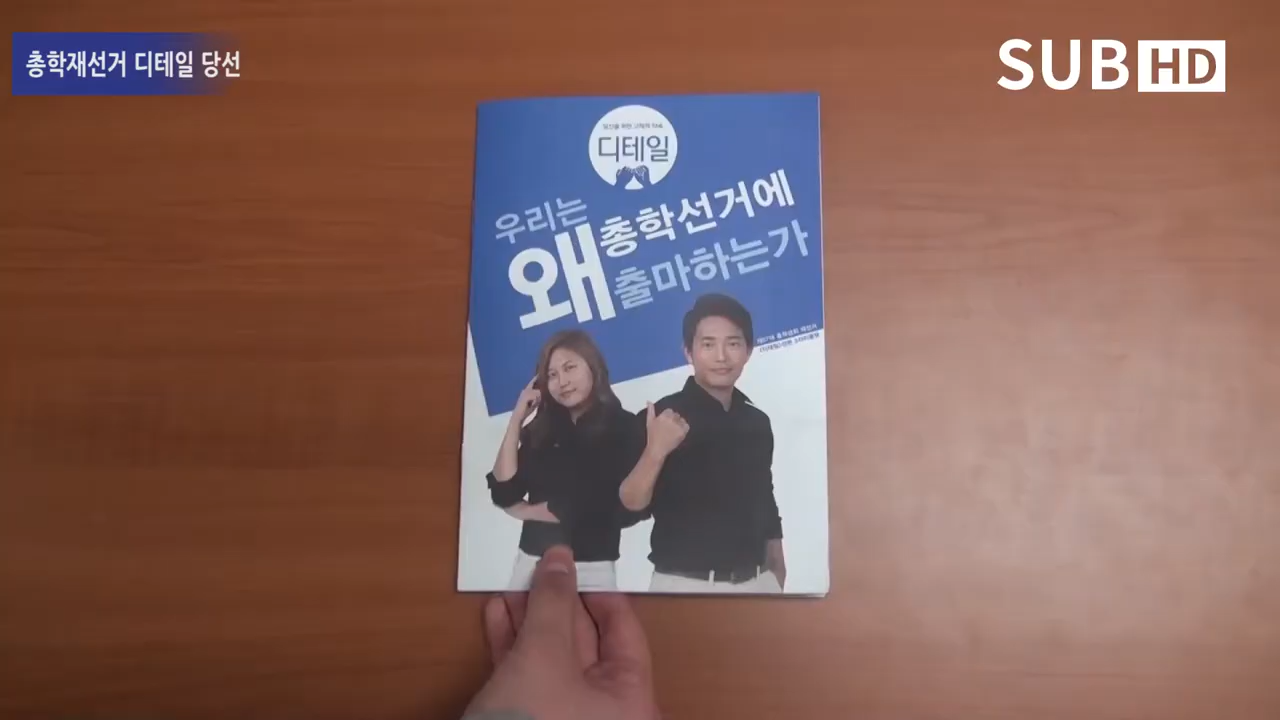 총학재선거 디테일 당선
SUB HD
디테일
우리는
왜 총학선거에
출마하는가